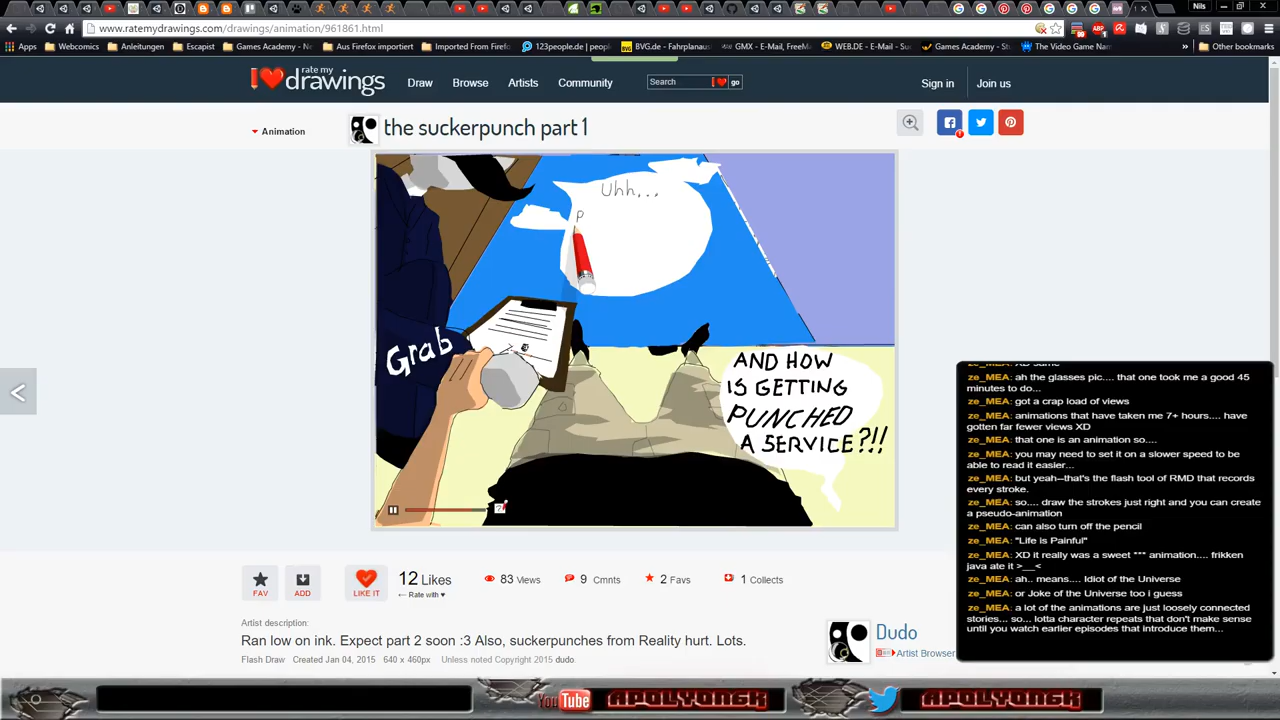 Nils
www.ratemydrawings.com/drawings/animation/961861.html
Apps
Webcomics
Anleitungen
Escapist
Games Academy - Stu
Aus Firefox importiert
Imported From Firefo
123people.de | peopl
BVG.de - Fahrplanaus
GMX - E-Mail, FreeMa
WEB.DE - E-Mail - Su
Games Academy - St
The Video Game Nam
Other bookmarks
rate my
drawings
Draw
Browse
Artists
Community
Search
go
Sign in
Join us
Animation
the suckerpunch part 1
Uhh...
P
Grab
AND HOW
IS GETTING
PUNCHED
A SERVICE?!!
ze_MEA: ah the glasses pic.... that one took me a good 45
minutes to do...
ze_MEA: got a crap load of views
ze_MEA: animations that have taken me 7+ hours.... have
gotten far fewer views XD
ze_MEA: that one is an animation so....
ze_MEA: you may need to set it on a slower speed to be
able to read it easier...
ze_MEA: but yeah--that's the flash tool of RMD that records
every stroke.
ze_MEA: so.... draw the strokes just right and you can create
a pseudo-animation
ze_MEA: can also turn off the pencil
ze_MEA: "Life is Painful"
ze_MEA: XD it really was a sweet *** animation.... frikken
java ate it >__<
ze_MEA: ah.. means.... Idiot of the Universe
ze_MEA: or Joke of the Universe too i guess
ze_MEA: a lot of the animations are just loosely connected
stories... so... lotta character repeats that don't make sense
until you watch earlier episodes that introduce them...
FAV
ADD
LIKE IT
12 Likes
Rate with ♥
83 Views
9 Cmnts
2 Favs
1 Collects
Artist description:
Ran low on ink. Expect part 2 soon :3 Also, suckerpunches from Reality hurt. Lots.
Flash Draw Created Jan 04, 2015 640 x 460px Unless noted Copyright 2015 dudo
Dudo
Artist Browser
YouTube
APOLYONGK
APOLYONGK